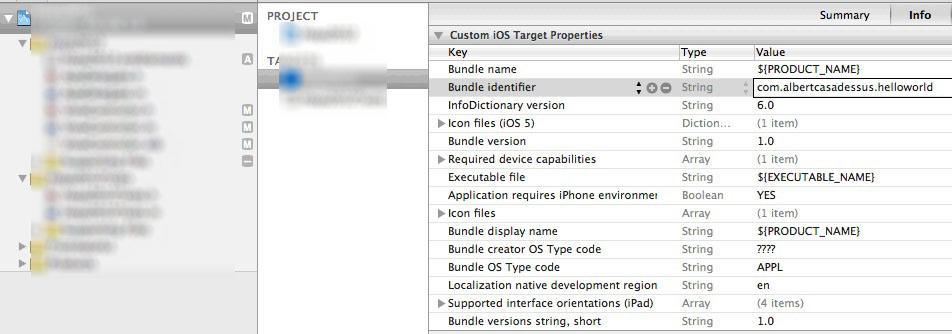 PROJECT
Summary Info
Custom iOS Target Properties
Key Type Value
Bundle name String ${PRODUCT_NAME}
Bundle identifier String com.albertcasadessus.helloworld
InfoDictionary version String 6.0
Icon files (iOS 5) Diction... (1 item)
Bundle version String 1.0
Required device capabilities Array (1 item)
Executable file String ${EXECUTABLE_NAME}
Application requires iPhone environmer Boolean YES
Icon files Array (1 item)
Bundle display name String ${PRODUCT_NAME}
Bundle creator OS Type code String ????
Bundle OS Type code String APPL
Localization native development region String en
Supported interface orientations (iPad) Array (4 items)
Bundle versions string, short String 1.0
M
A
M
M
M